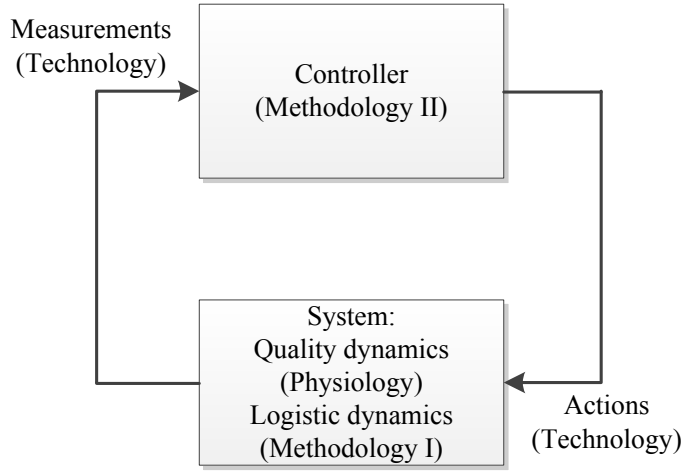 Measurements
(Technology)
Controller
(Methodology II)
System:
Quality dynamics
(Physiology)
Logistic dynamics
(Methodology I)
Actions
(Technology)